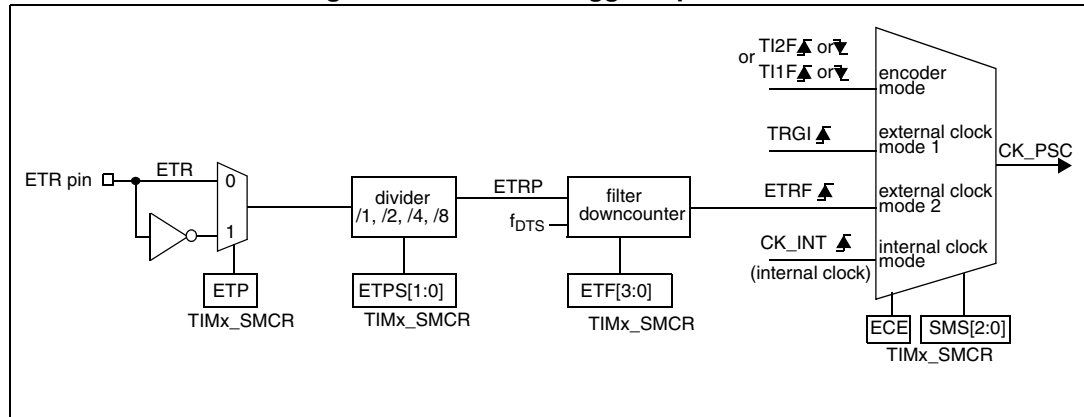 or TI2F or
TI1F or
encoder
mode
TRGI
external clock
mode 1
CK_PSC
ETR pin
ETR
0
1
divider
/1, /2, /4, /8
ETRP
fDTS
filter
downcounter
ETRF
external clock
mode 2
CK_INT
(internal clock)
internal clock
mode
ETP
TIMx_SMCR
ETPS[1:0]
TIMx_SMCR
ETF[3:0]
TIMx_SMCR
ECE
SMS[2:0]
TIMx_SMCR